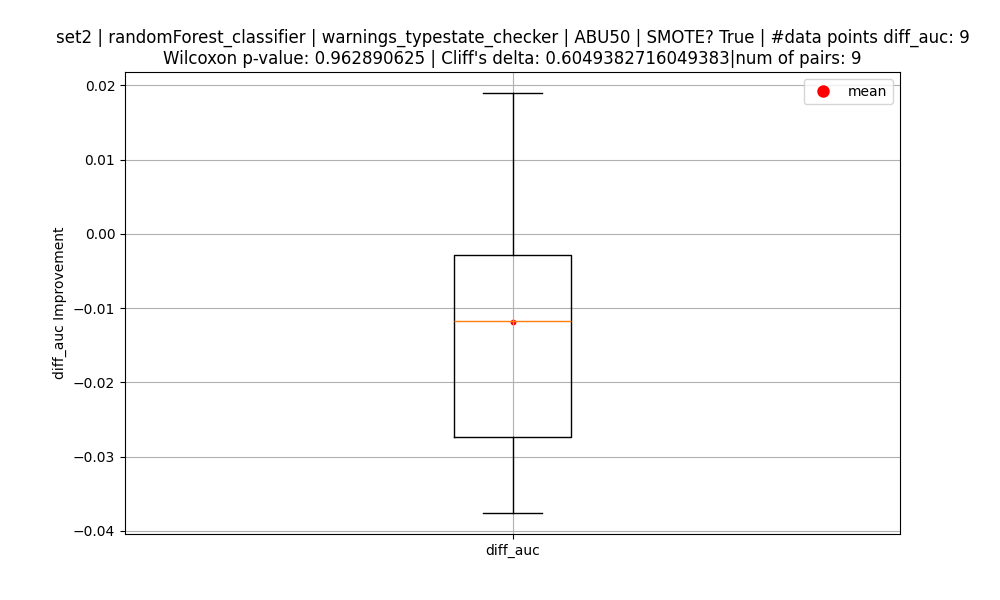 set2 | randomForest_classifier | warnings_typestate_checker | ABU50 | SMOTE? True | #data points diff_auc: 9
Wilcoxon p-value: 0.962890625 | Cliff's delta: 0.6049382716049383|num of pairs: 9
mean
0.02
0.01
0.00
−0.01
−0.02
−0.03
−0.04
diff_auc Improvement
diff_auc